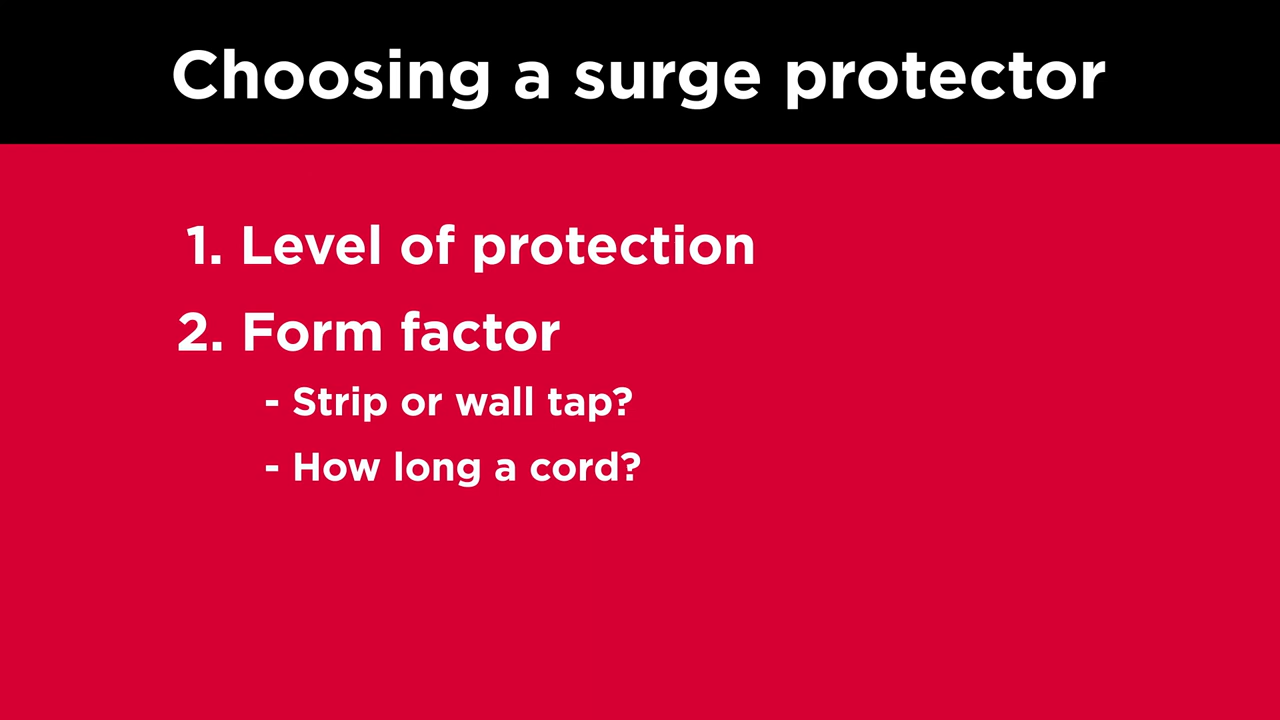 Choosing a surge protector
1. Level of protection
2. Form factor
- Strip or wall tap?
- How long a cord?